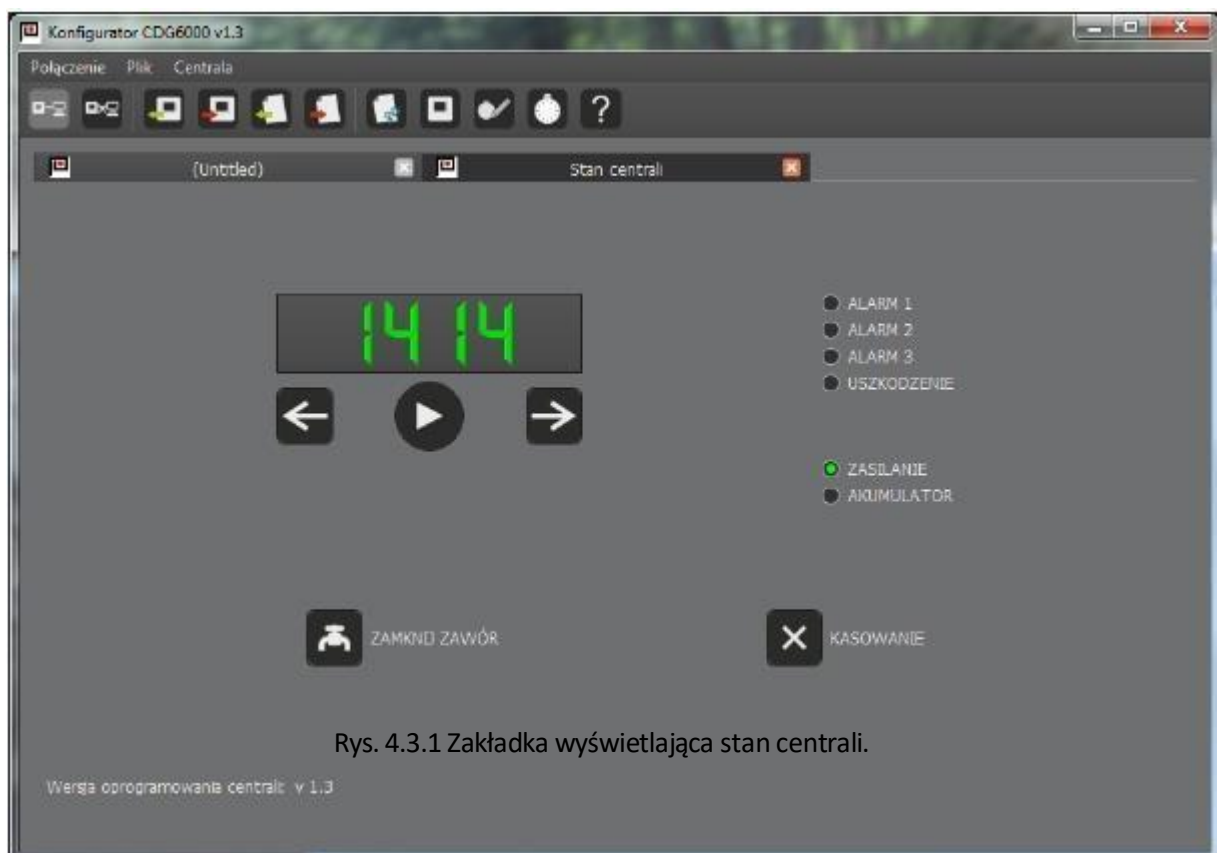 Konfigurator CDG6000 v1.3
Połączenie Plik Centrala
?
(Untitled) Stan centrali
14 14
ALARM 1
ALARM 2
ALARM 3
USZKODZENIE
ZASILANIE
AKUMULATOR
ZAMKNIJ ZAWÓR KASOWANIE
Rys. 4.3.1 Zakładka wyświetlająca stan centrali.
Wersja oprogramowania centrali: v 1.3